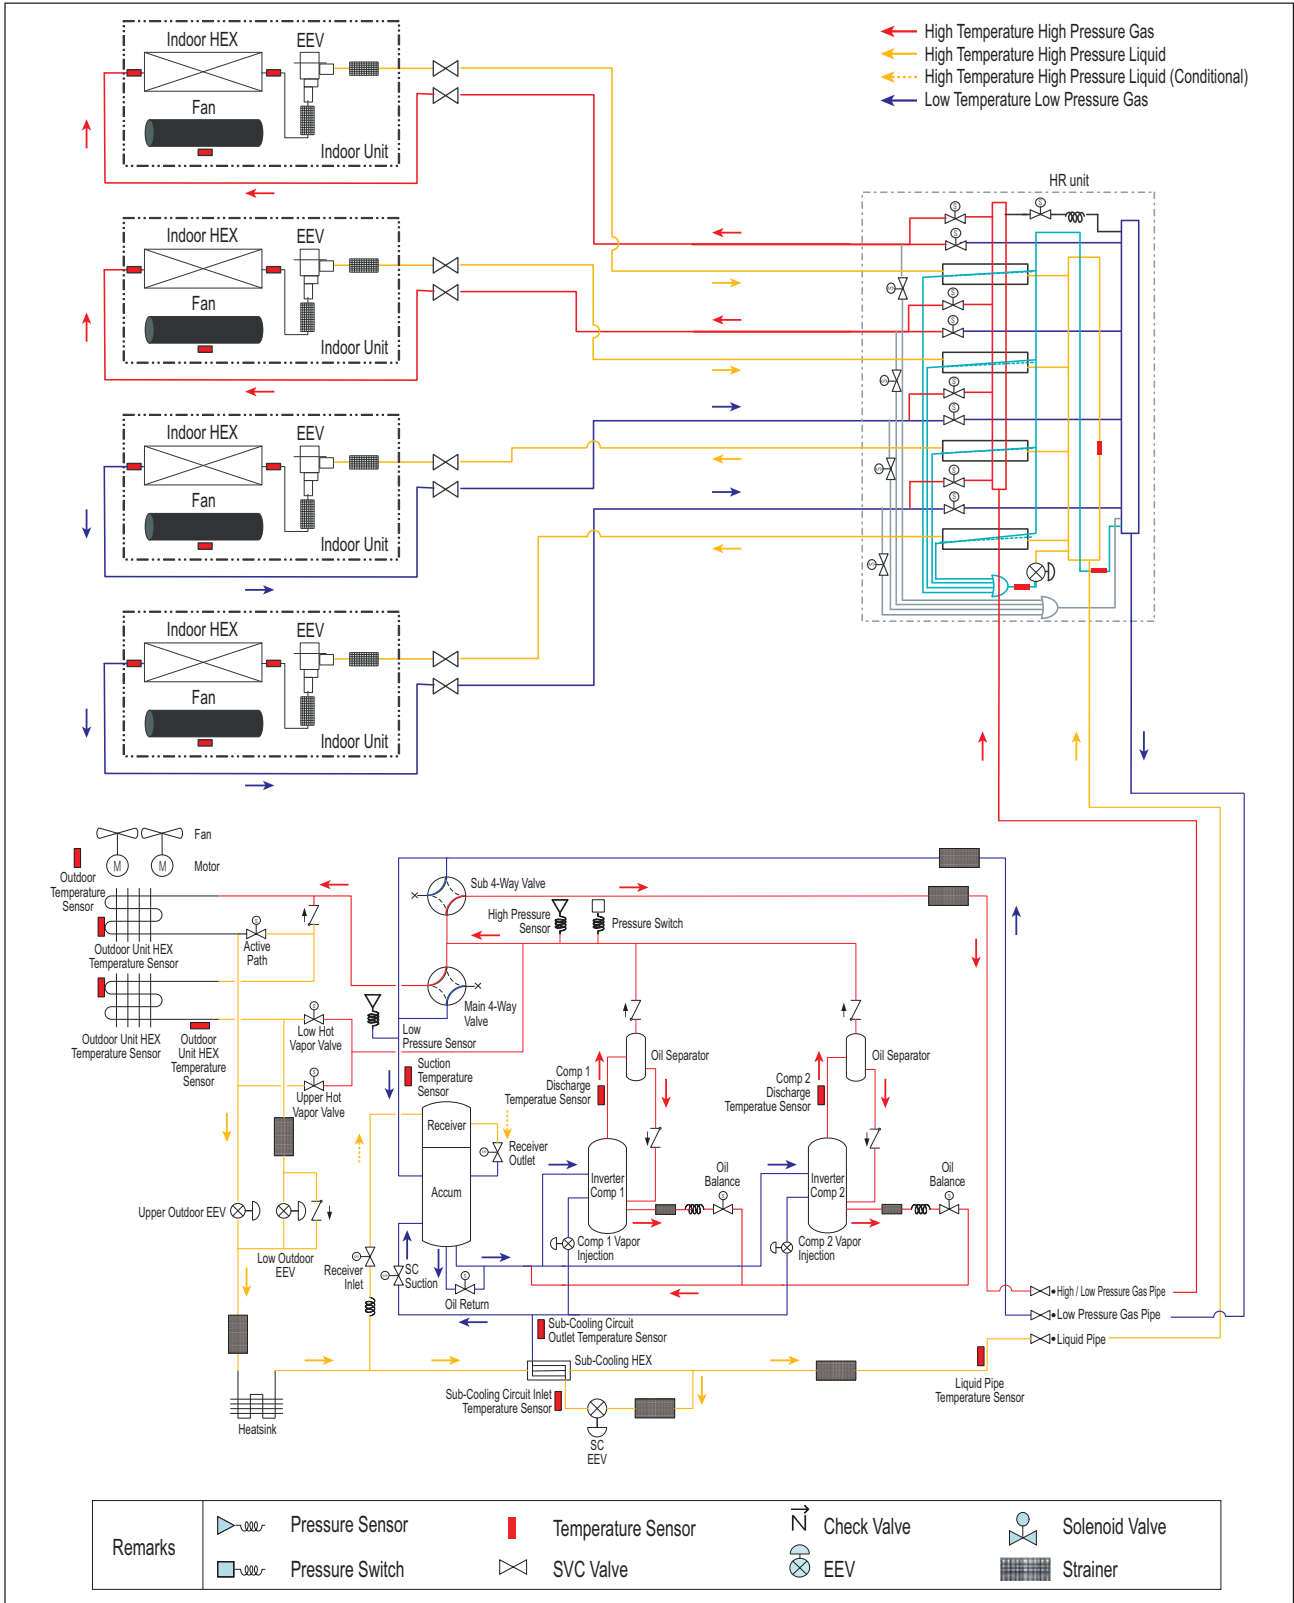 High Temperature High Pressure Gas
High Temperature High Pressure Liquid
High Temperature High Pressure Liquid (Conditional)
Low Temperature Low Pressure Gas
Indoor HEX
EEV
Fan
Indoor Unit
Indoor HEX
EEV
Fan
Indoor Unit
Indoor HEX
EEV
Fan
Indoor Unit
Indoor HEX
EEV
Fan
Indoor Unit
HR unit
S
S
S
S
S
S
S
S
S
S
S
S
S
Fan
M
M
Motor
Outdoor
Temperature
Sensor
Outdoor Unit HEX
Temperature Sensor
S
Active
Path
Outdoor Unit HEX
Temperature Sensor
Outdoor
Unit HEX
Temperature
Sensor
S
Low Hot
Vapor Valve
S
Upper Hot
Vapor Valve
Sub 4-Way Valve
High Pressure
Sensor
Pressure Switch
Main 4-Way
Valve
Low
Pressure Sensor
Suction
Temperature
Sensor
Oil Separator
Comp 1
Discharge
Temperatue Sensor
Oil Separator
Comp 2
Discharge
Temperatue Sensor
Receiver
S
Receiver
Outlet
Accum
Inverter
Comp 1
Oil
Balance
S
Inverter
Comp 2
Oil
Balance
S
Upper Outdoor EEV
Low Outdoor
EEV
S
Receiver
Inlet
S
SC
Suction
S
Oil Return
Comp 1 Vapor
Injection
Comp 2 Vapor
Injection
High / Low Pressure Gas Pipe
Low Pressure Gas Pipe
Liquid Pipe
Sub-Cooling Circuit
Outlet Temperature Sensor
Sub-Cooling HEX
Sub-Cooling Circuit Inlet
Temperature Sensor
SC
EEV
Liquid Pipe
Temperature Sensor
Heatsink
Remarks
Pressure Sensor
Temperature Sensor
Check Valve
Solenoid Valve
Pressure Switch
SVC Valve
EEV
Strainer